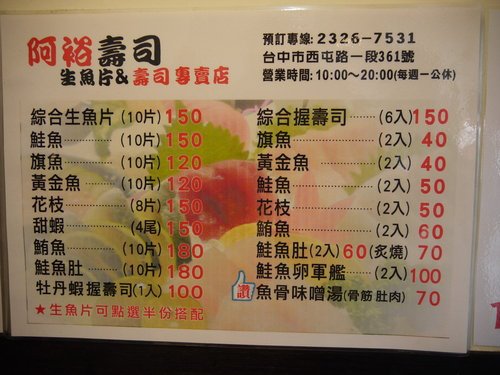 阿裕壽司
生魚片&壽司專賣店
預訂專線:2326-7531
台中市西屯路一段361號
營業時間:10:00~20:00(每週一公休)
綜合生魚片(10片)150
鮭魚………(10片)150
旗魚………(10片)120
黃金魚……(10片)120
花枝………(8片)150
甜蝦………(4尾)150
鮪魚………(10片)180
鮭魚肚……(10片)180
牡丹蝦握壽司(1入)100
★生魚片可點選半份搭配
綜合握壽司……(6入)150
旗魚…………(2入)40
黃金魚………(2入)40
鮭魚…………(2入)50
花枝…………(2入)50
鮪魚…………(2入)60
鮭魚肚(2入)60(炙燒)70
鮭魚卵軍艦……(2入)100
讚 魚骨味噌湯(骨筋 肚肉)70